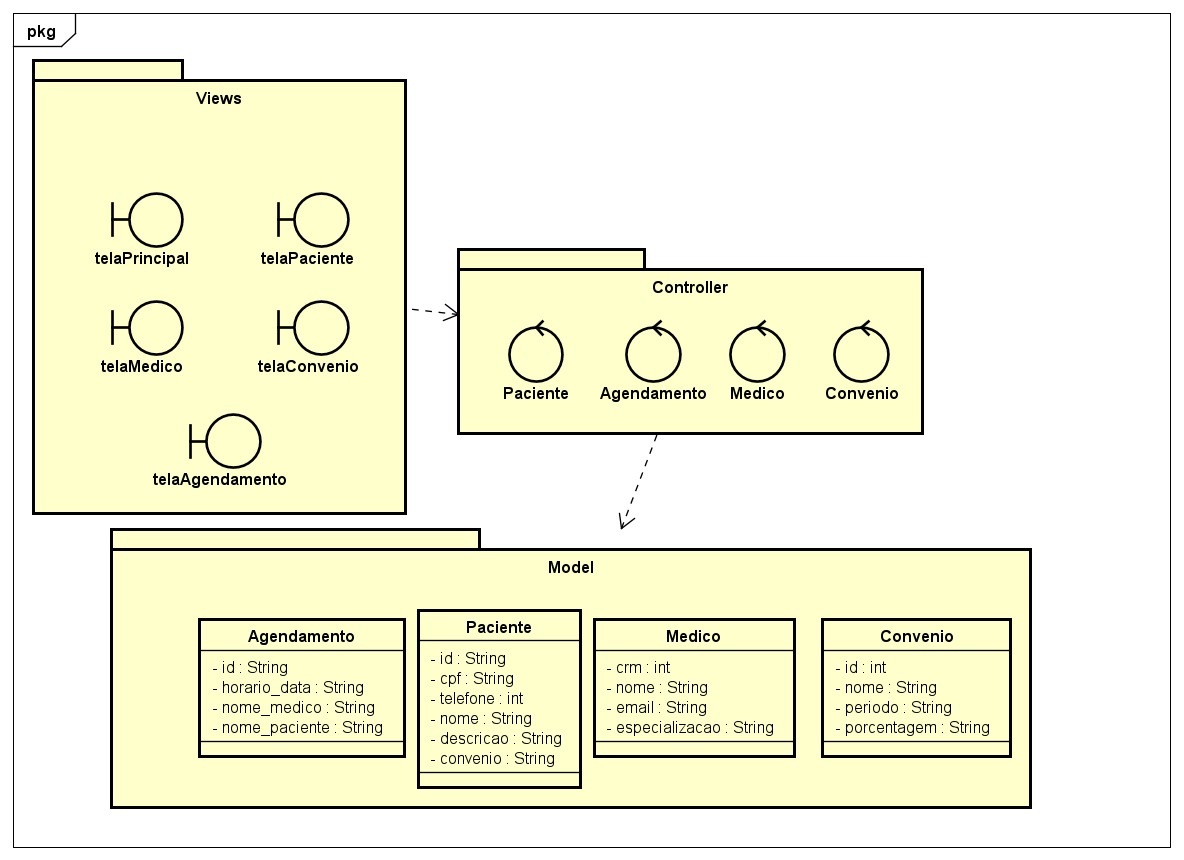 pkg
Views
telaPrincipal
telaPaciente
telaMedico
telaConvenio
telaAgendamento
Controller
Paciente
Agendamento
Medico
Convenio
Model
Agendamento
- id : String
- horario_data : String
- nome_medico : String
- nome_paciente : String
Paciente
- id : String
- cpf : String
- telefone : int
- nome : String
- descricao : String
- convenio : String
Medico
- crm : int
- nome : String
- email : String
- especializacao : String
Convenio
- id : int
- nome : String
- periodo : String
- porcentagem : String